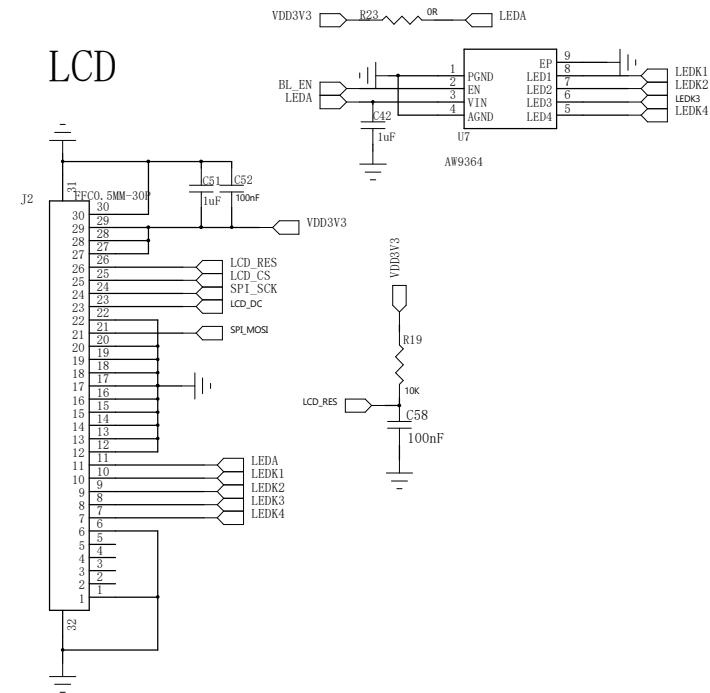 VDD3V3 R23 0R LEDA
LCD
EP 9
1 PGND LED1 8 LEDK1
BL_EN 2 EN LED2 7 LEDK2
LEDA 3 VIN LED3 6 LEDK3
4 AGND LED4 5 LEDK4
C42
1uF
U7
AW9364
J2
31
FFC0.5MM-30P
C51
1uF
C52
100nF
30 30
29 29
VDD3V3
28 28
27 27
26 26 LCD_RES
25 25 LCD_CS
24 24 SPI_SCK
23 23 LCD_DC
22 22
21 21 SPI_MOSI
20 20
19 19
18 18
17 17
16 16
15 15
14 14
13 13
12 12
11 11 LEDA
10 10 LEDK1
9 9 LEDK2
8 8 LEDK3
7 7 LEDK4
6 6
5 5
4 4
3 3
2 2
1 1
32
VDD3V3
R19
10K
LCD_RES
C58
100nF